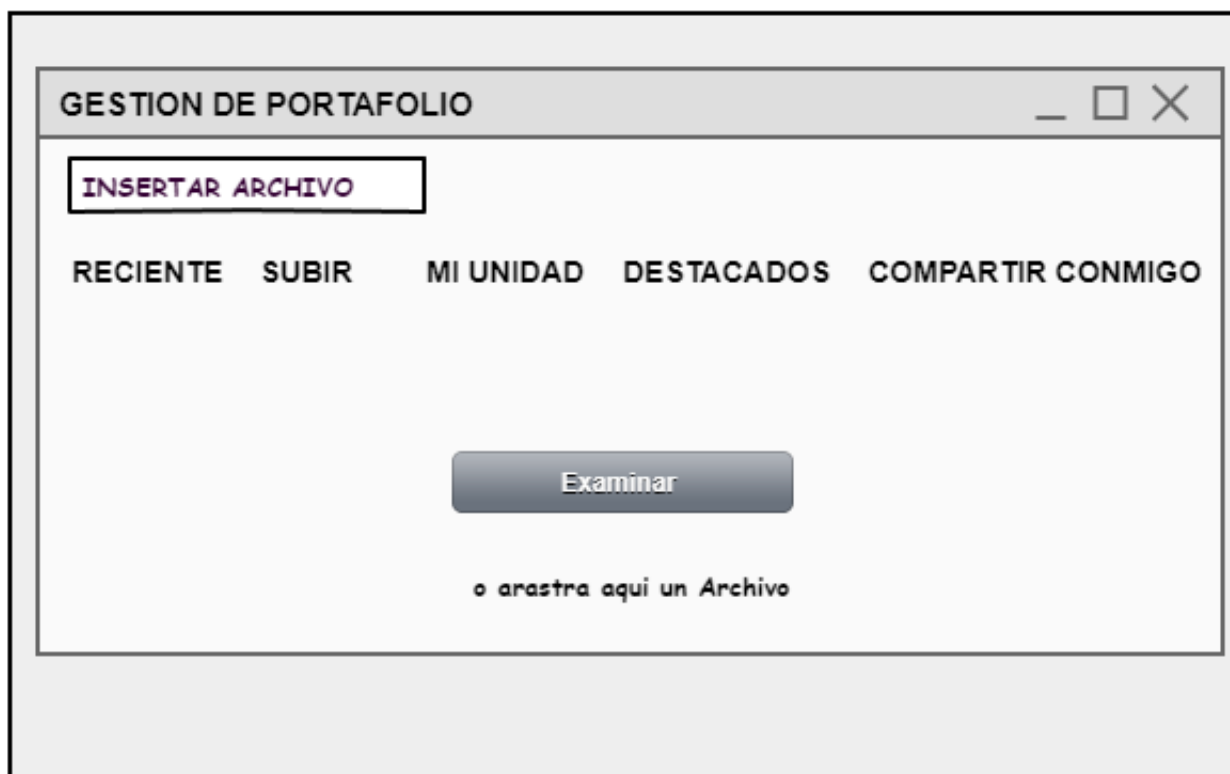 GESTION DE PORTAFOLIO
INSERTAR ARCHIVO
RECIENTE SUBIR MI UNIDAD DESTACADOS COMPARTIR CONMIGO
Examinar
o arastra aqui un Archivo